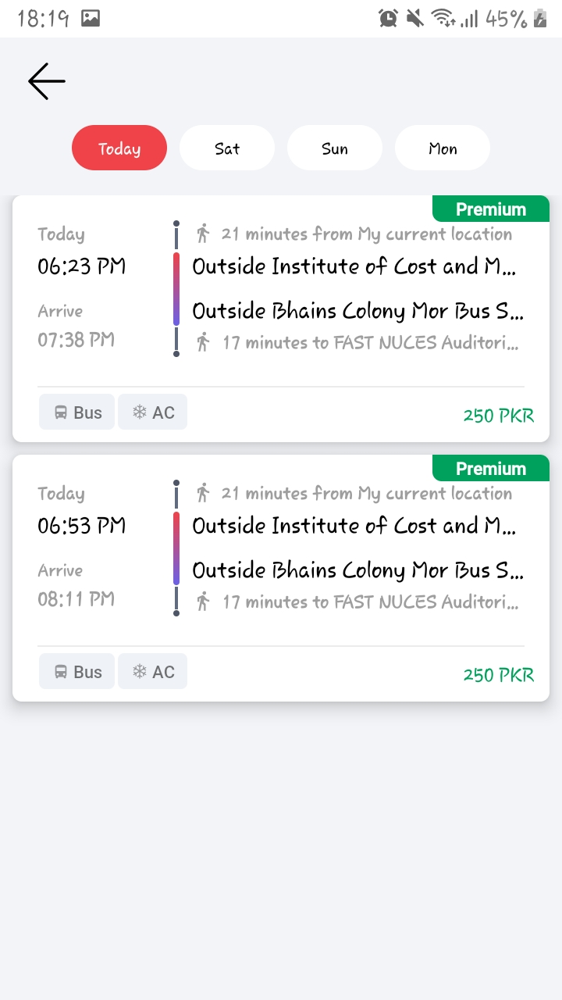 18:19 45%
Today Sat Sun Mon
Premium
Today 21 minutes from My current location
06:23 PM Outside Institute of Cost and M...
Arrive Outside Bhains Colony Mor Bus S...
07:38 PM 17 minutes to FAST NUCES Auditori...
Bus AC 250 PKR
Premium
Today 21 minutes from My current location
06:53 PM Outside Institute of Cost and M...
Arrive Outside Bhains Colony Mor Bus S...
08:11 PM 17 minutes to FAST NUCES Auditori...
Bus AC 250 PKR